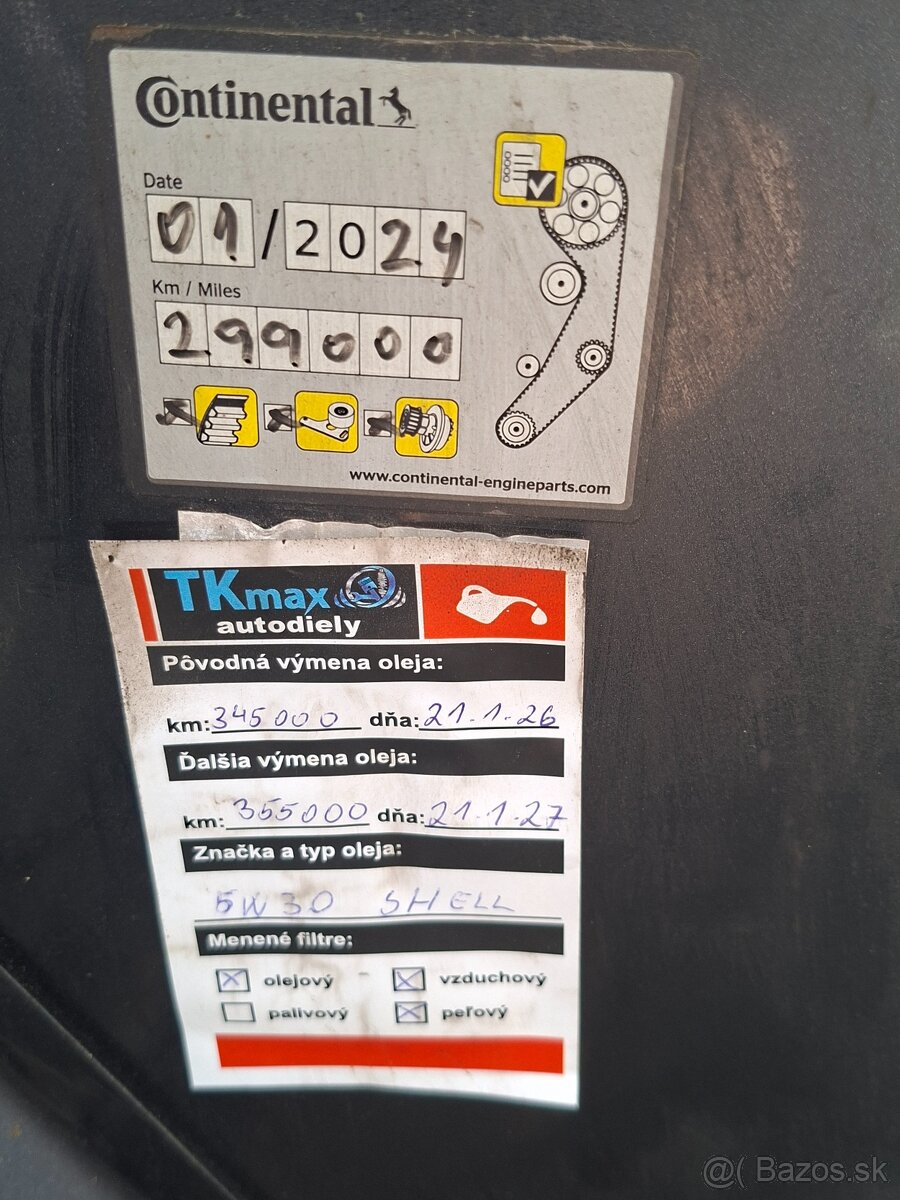 Continental
Date
01/2024
Km / Miles
299000
www.continental-engineparts.com
TKmax
autodiely
Pôvodná výmena oleja:
km: 345000 dňa: 21.1.26
Ďalšia výmena oleja:
km: 355000 dňa: 21.1.27
Značka a typ oleja:
5W30 SHELL
Menené filtre:
olejový vzduchový
palivový peľový
@( Bazos.sk